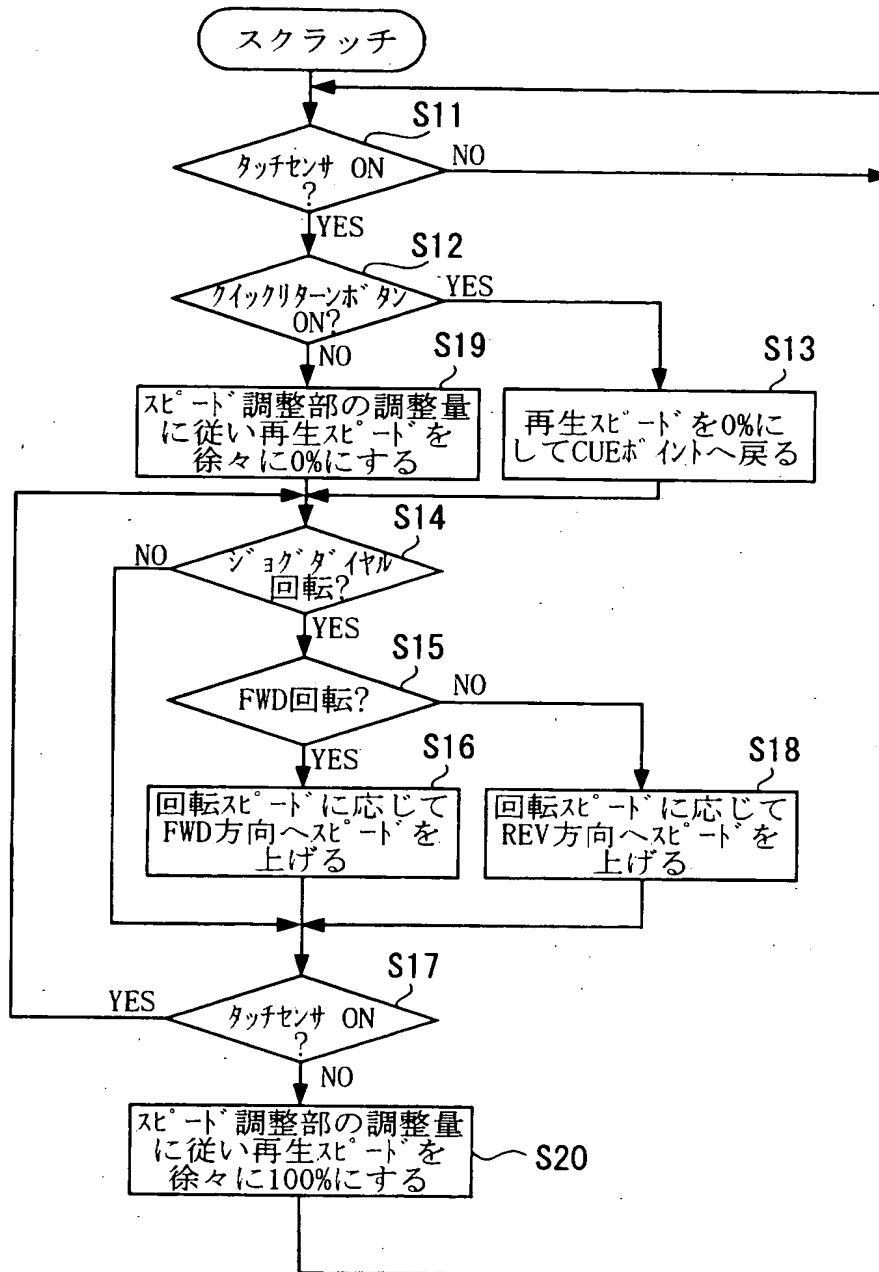 スクラッチ
S11
タッチセンサ ON
?
NO
YES
S12
クイックリターンボタン
ON?
YES
NO
S19
スピード調整部の調整量
に従い再生スピードを
徐々に0%にする
S13
再生スピードを0%に
してCUEポイントへ戻る
S14
ジョグダイヤル
回転?
NO
YES
S15
FWD回転?
NO
YES
S16
回転スピードに応じて
FWD方向へスピードを
上げる
S18
回転スピードに応じて
REV方向へスピードを
上げる
S17
タッチセンサ ON
?
YES
NO
スピード調整部の調整量
に従い再生スピードを
徐々に100%にする
S20